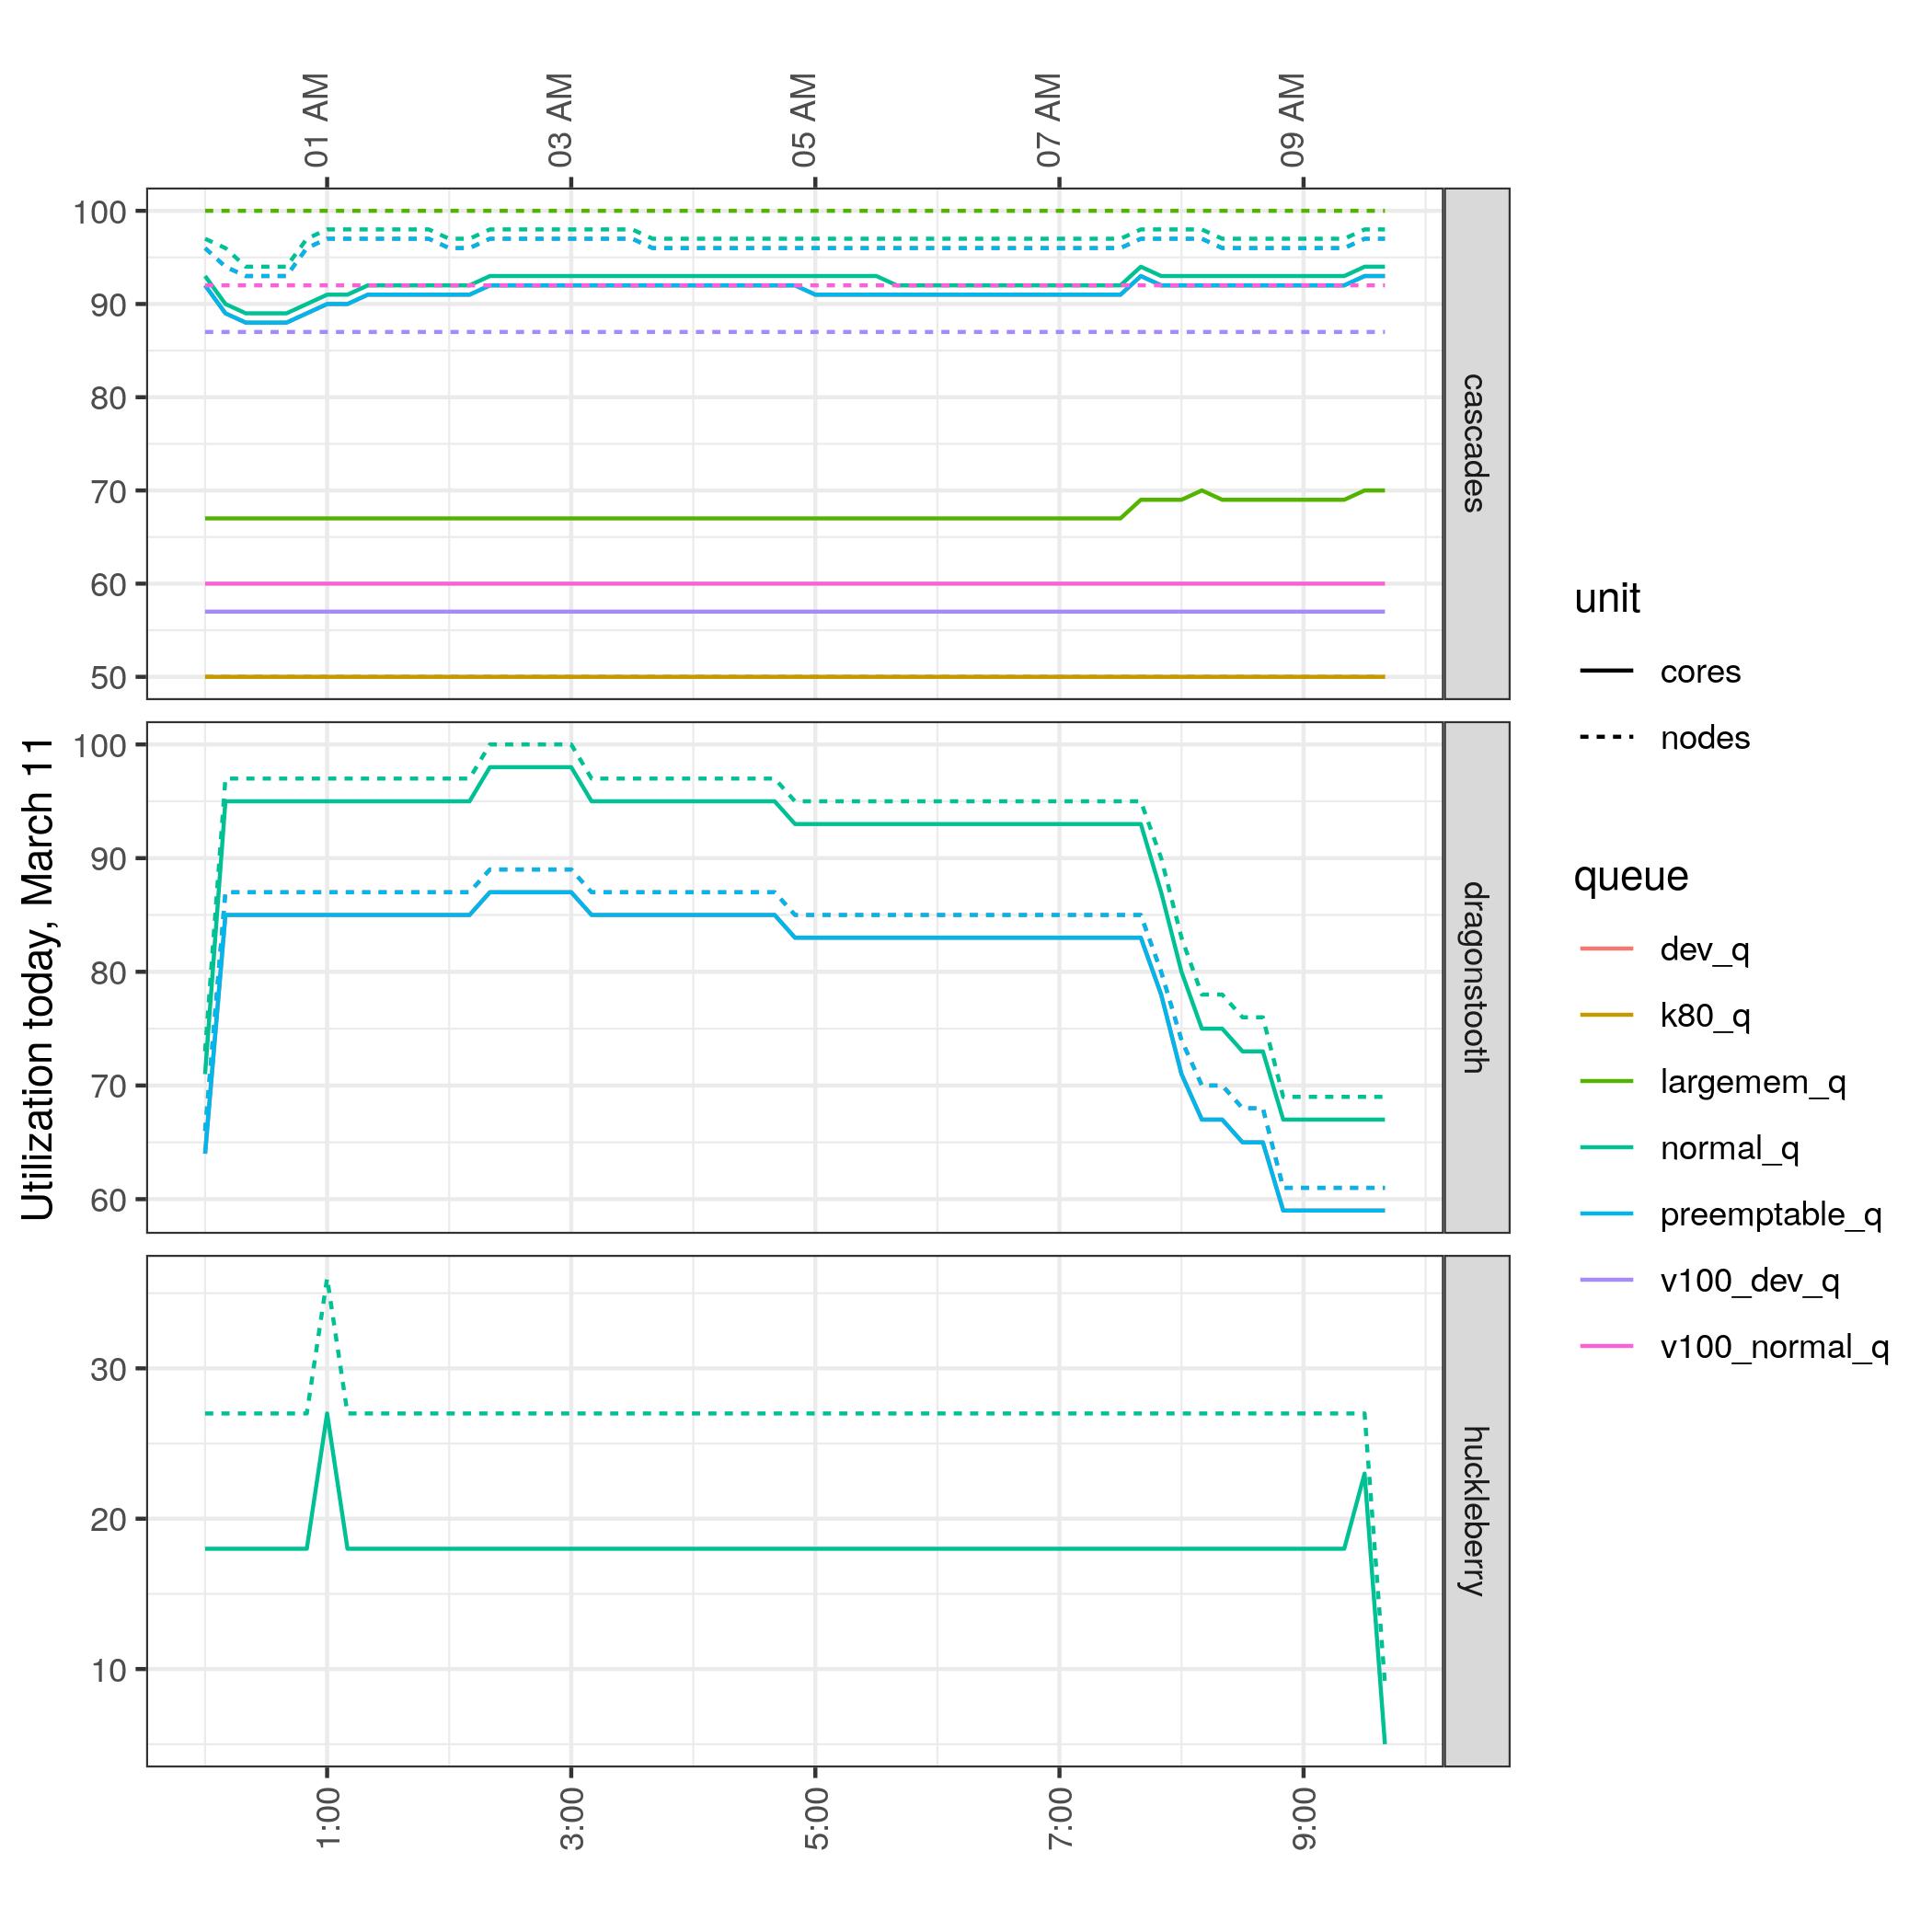 01 AM
03 AM
05 AM
07 AM
09 AM
100
90
80
70
60
50
cascades
100
90
80
70
60
dragonstooth
30
20
10
huckleberry
1:00
3:00
5:00
7:00
9:00
Utilization today, March 11
unit
cores
nodes
queue
dev_q
k80_q
largemem_q
normal_q
preemptable_q
v100_dev_q
v100_normal_q